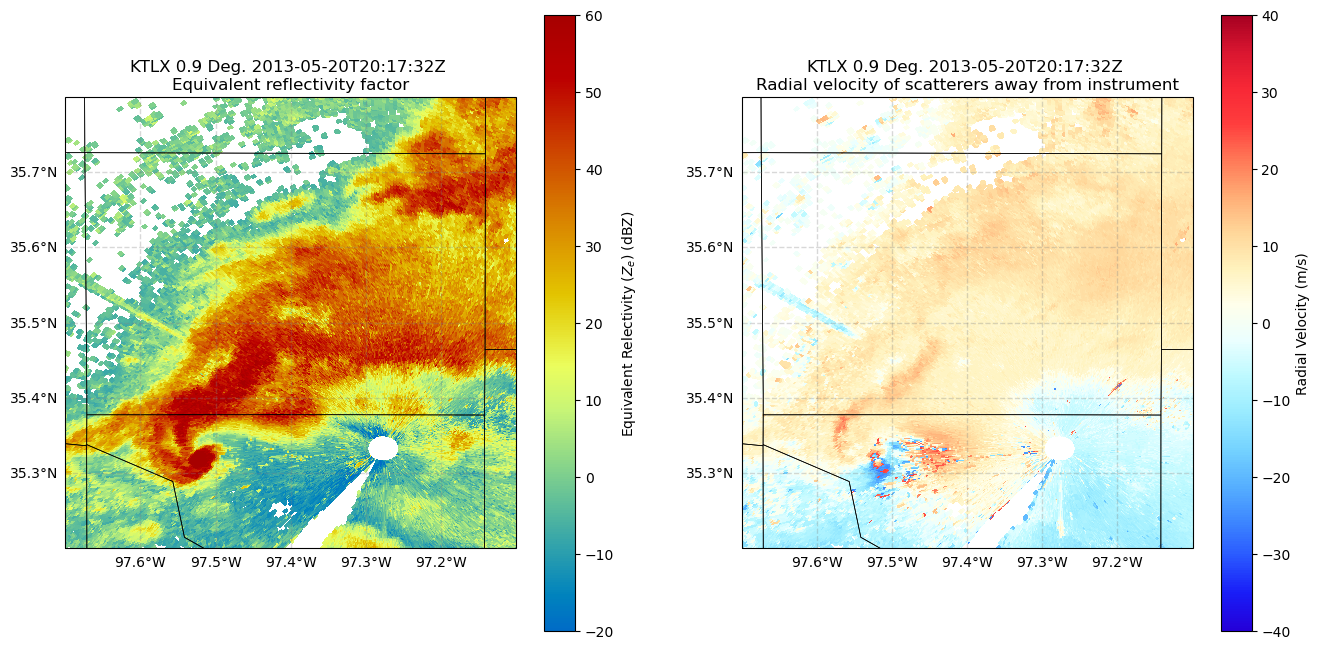 KTLX 0.9 Deg. 2013-05-20T20:17:32Z
Equivalent reflectivity factor
35.7°N
35.6°N
35.5°N
35.4°N
35.3°N
97.6°W 97.5°W 97.4°W 97.3°W 97.2°W
60
50
40
30
20
10
0
−10
−20
Equivalent Relectivity (Ze) (dBZ)
KTLX 0.9 Deg. 2013-05-20T20:17:32Z
Radial velocity of scatterers away from instrument
35.7°N
35.6°N
35.5°N
35.4°N
35.3°N
97.6°W 97.5°W 97.4°W 97.3°W 97.2°W
40
30
20
10
0
−10
−20
−30
−40
Radial Velocity (m/s)